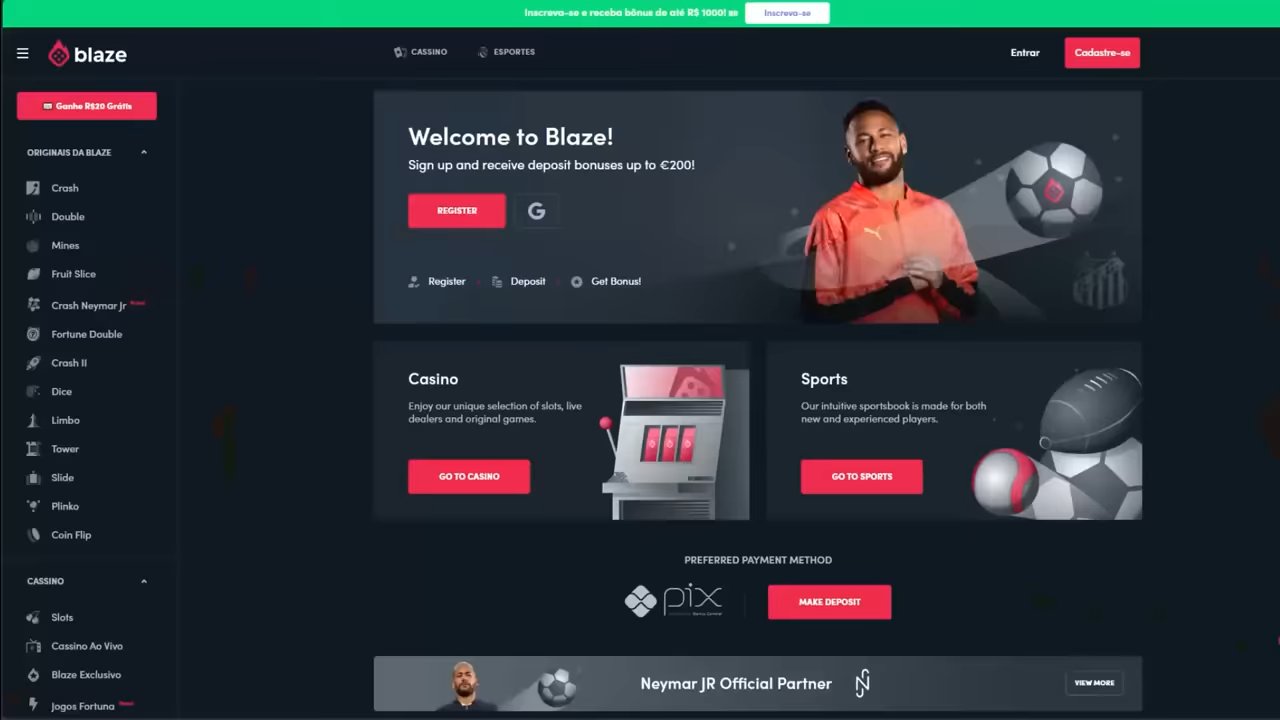 Inscreva-se e receba bônus de até R$ 1000!
Inscreva-se
blaze
CASSINO
ESPORTES
Entrar
Cadastre-se
Ganhe R$20 Grátis
ORIGINAIS DA BLAZE
Crash
Double
Mines
Fruit Slice
Crash Neymar Jr
Fortune Double
Crash II
Dice
Limbo
Tower
Slide
Plinko
Coin Flip
CASSINO
Slots
Cassino Ao Vivo
Blaze Exclusivo
Jogos Fortuna
Welcome to Blaze!
Sign up and receive deposit bonuses up to €200!
REGISTER
G
Register
Deposit
Get Bonus!
Casino
Enjoy our unique selection of slots, live
dealers and original games.
GO TO CASINO
Sports
Our intuitive sportsbook is made for both
new and experienced players.
GO TO SPORTS
PREFERRED PAYMENT METHOD
pix
MAKE DEPOSIT
Neymar JR Official Partner
VIEW MORE